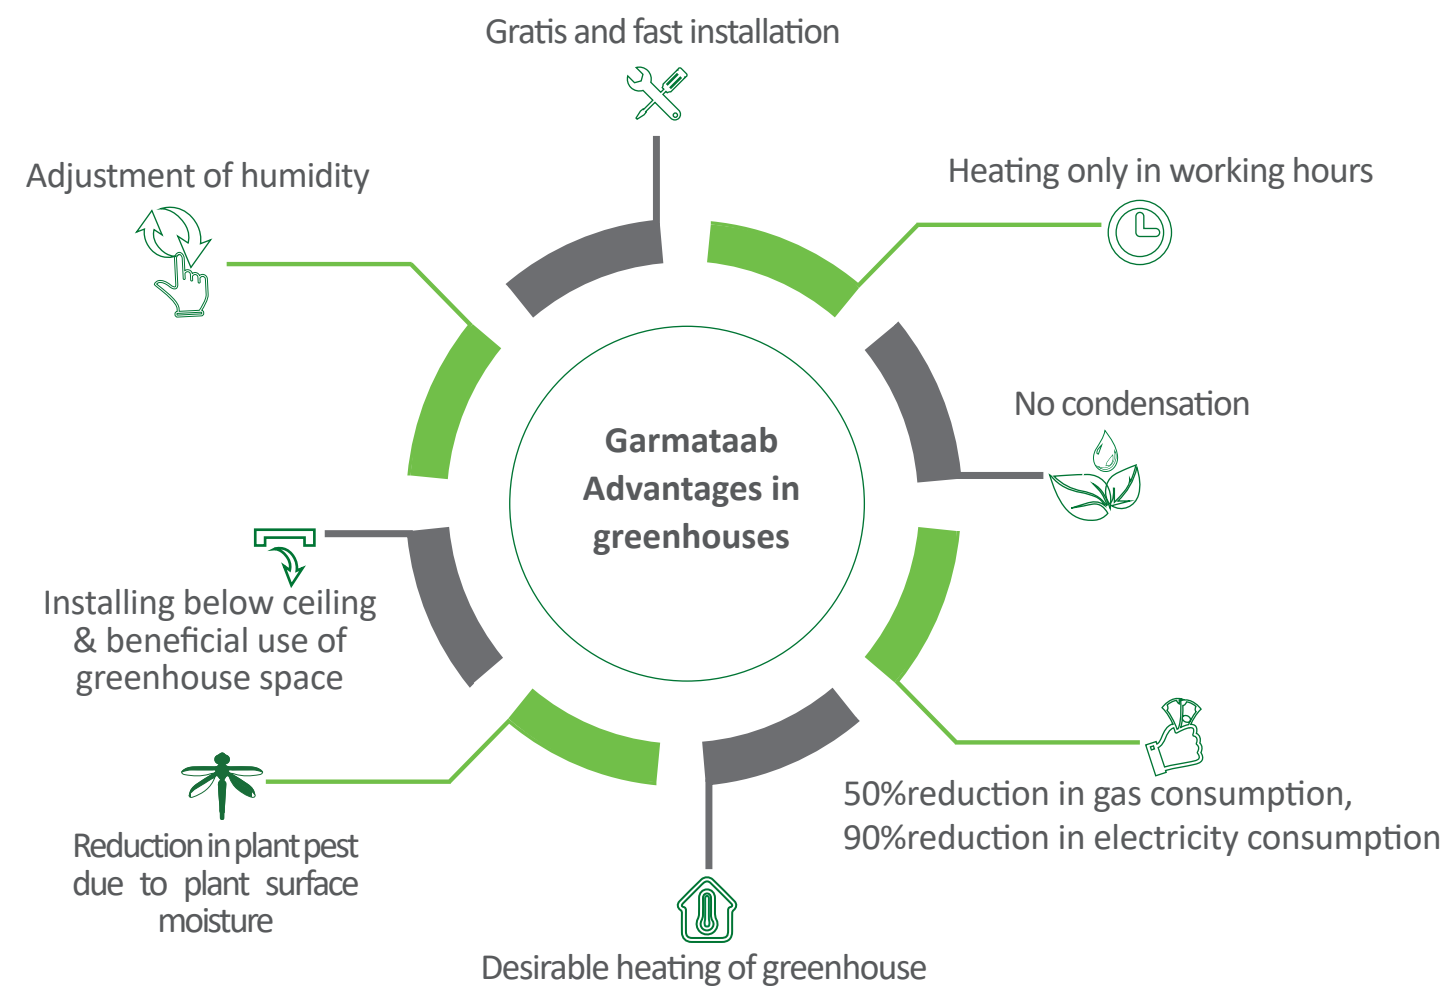 Gratis and fast installation
Adjustment of humidity
Heating only in working hours
No condensation
Garmataab
Advantages in
greenhouses
Installing below ceiling
& beneficial use of
greenhouse space
50%reduction in gas consumption,
90%reduction in electricity consumption
Reduction in plant pest
due to plant surface
moisture
Desirable heating of greenhouse